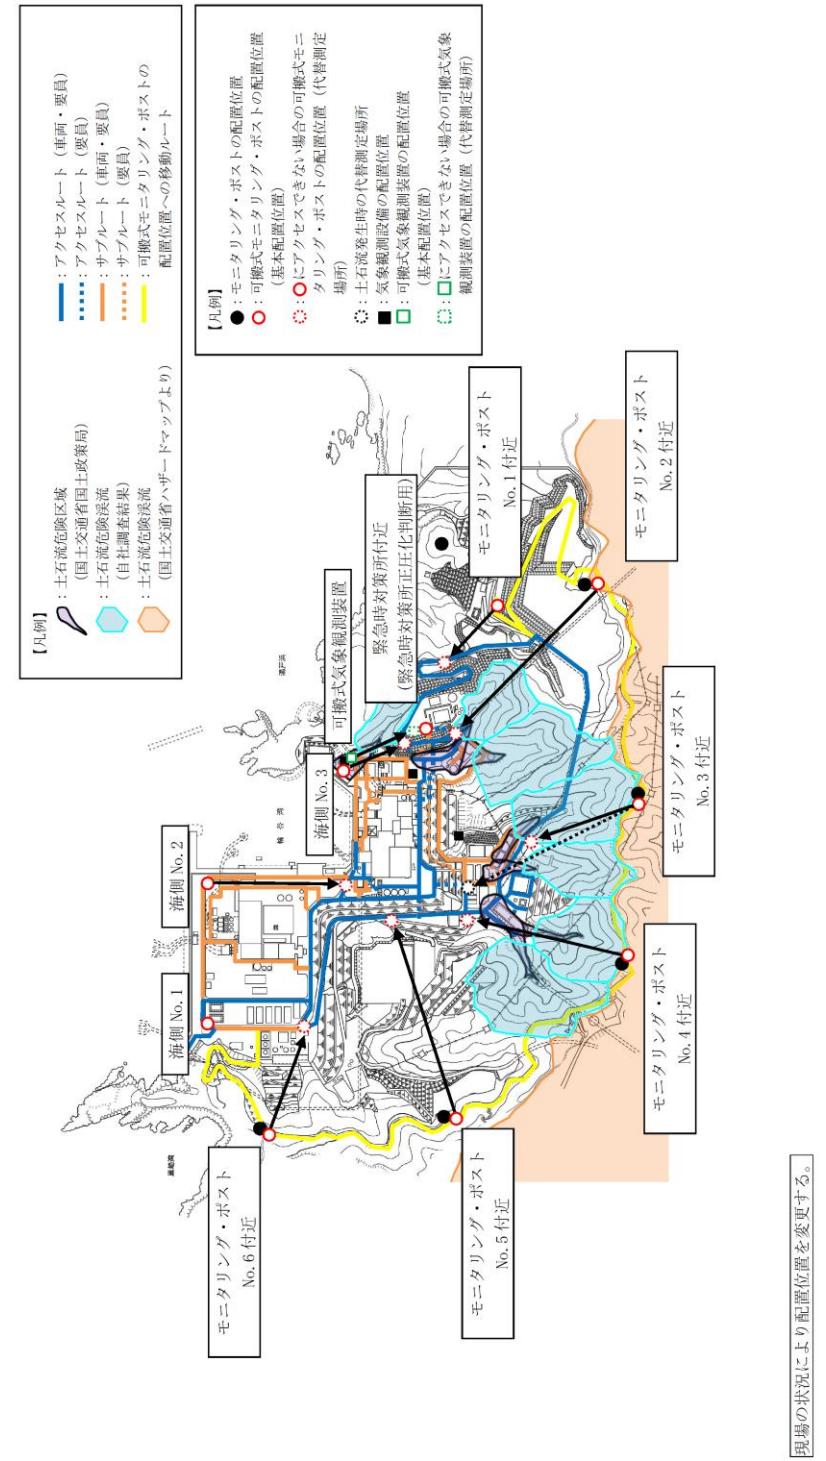 【凡例】
：土石流危険区域
（国土交通省国土政策局）
：土石流危険渓流
（自社調査結果）
：土石流危険渓流
（国土交通省ハザードマップより）
：アクセスルート（車両・要員）
：アクセスルート（要員）
：サブルート（車両・要員）
：サブルート（要員）
：可搬式モニタリング・ポストの
配置位置への移動ルート
【凡例】
：モニタリング・ポストの配置位置
：可搬式モニタリング・ポストの配置位置
（基本配置位置）
：にアクセスできない場合の可搬式モニ
タリング・ポストの配置位置（代替測定
場所）
：土石流発生時の代替測定場所
：気象観測設備の配置位置
：可搬式気象観測装置の配置位置
（基本配置位置）
：にアクセスできない場合の可搬式気象
観測装置の配置位置（代替測定場所）
海側 No.1
海側 No.2
海側 No.3
可搬式気象観測装置
緊急時対策所付近
（緊急時対策所正圧化判断用）
モニタリング・ポスト
No.1 付近
モニタリング・ポスト
No.2 付近
モニタリング・ポスト
No.3 付近
モニタリング・ポスト
No.4 付近
モニタリング・ポスト
No.5 付近
モニタリング・ポスト
No.6 付近
輪谷湾
現場の状況により配置位置を変更する。